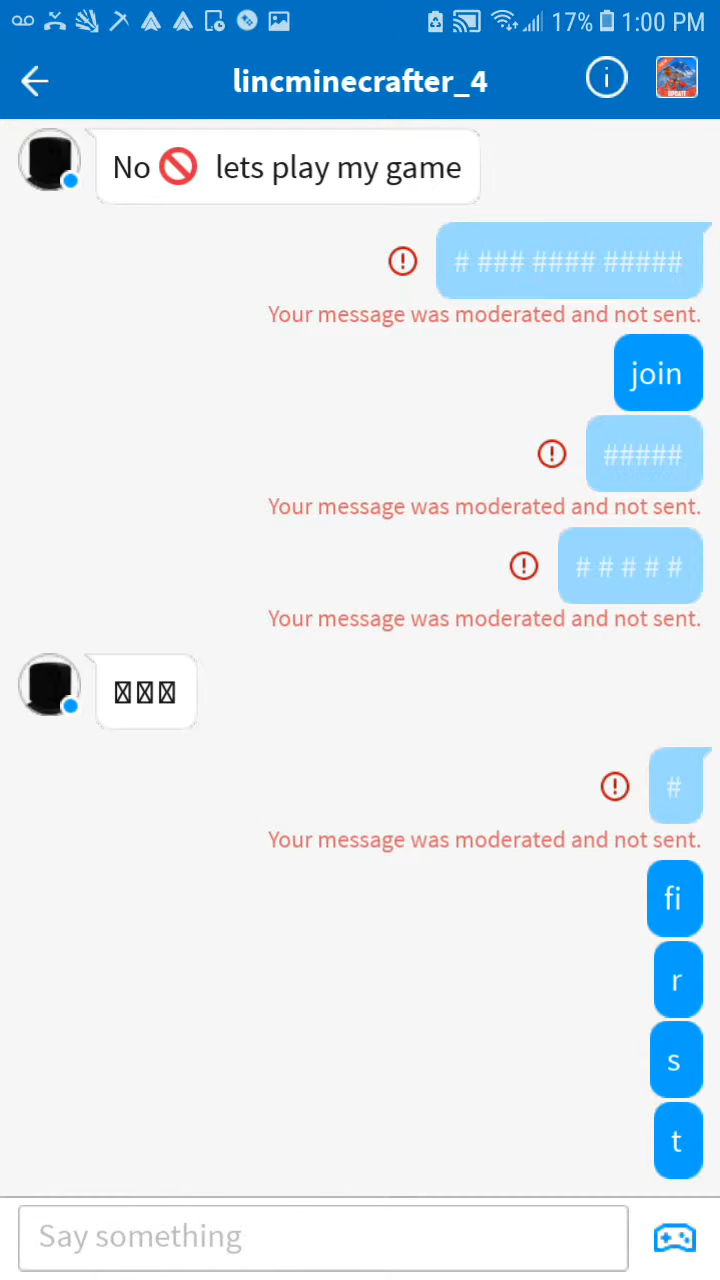 17% 1:00 PM
lincminecrafter_4
No 🚫 lets play my game
# ### #### #####
Your message was moderated and not sent.
join
#####
Your message was moderated and not sent.
# # # # #
Your message was moderated and not sent.
#
Your message was moderated and not sent.
fi
r
s
t
Say something